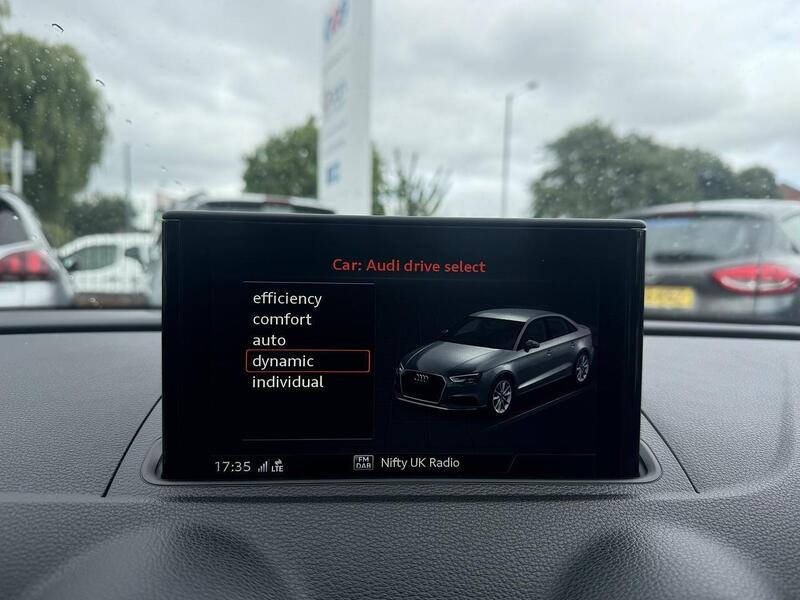 Car: Audi drive select
efficiency
comfort
auto
dynamic
individual
17:35 LTE
FM
DAB
Nifty UK Radio